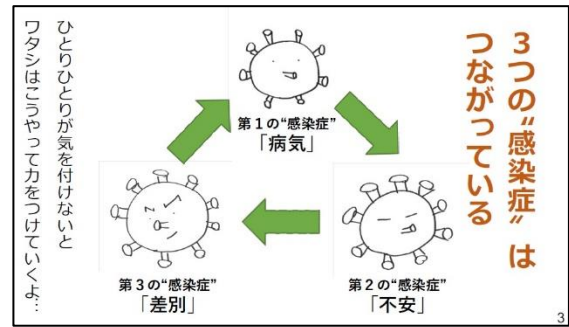 ３つの“感染症” は
つながっている
第１の“感染症”
「病気」
第２の“感染症”
「不安」
第３の“感染症”
「差別」
ひとりひとりが気を付けないと
ワタシはこうやって力をつけていくよ…
3